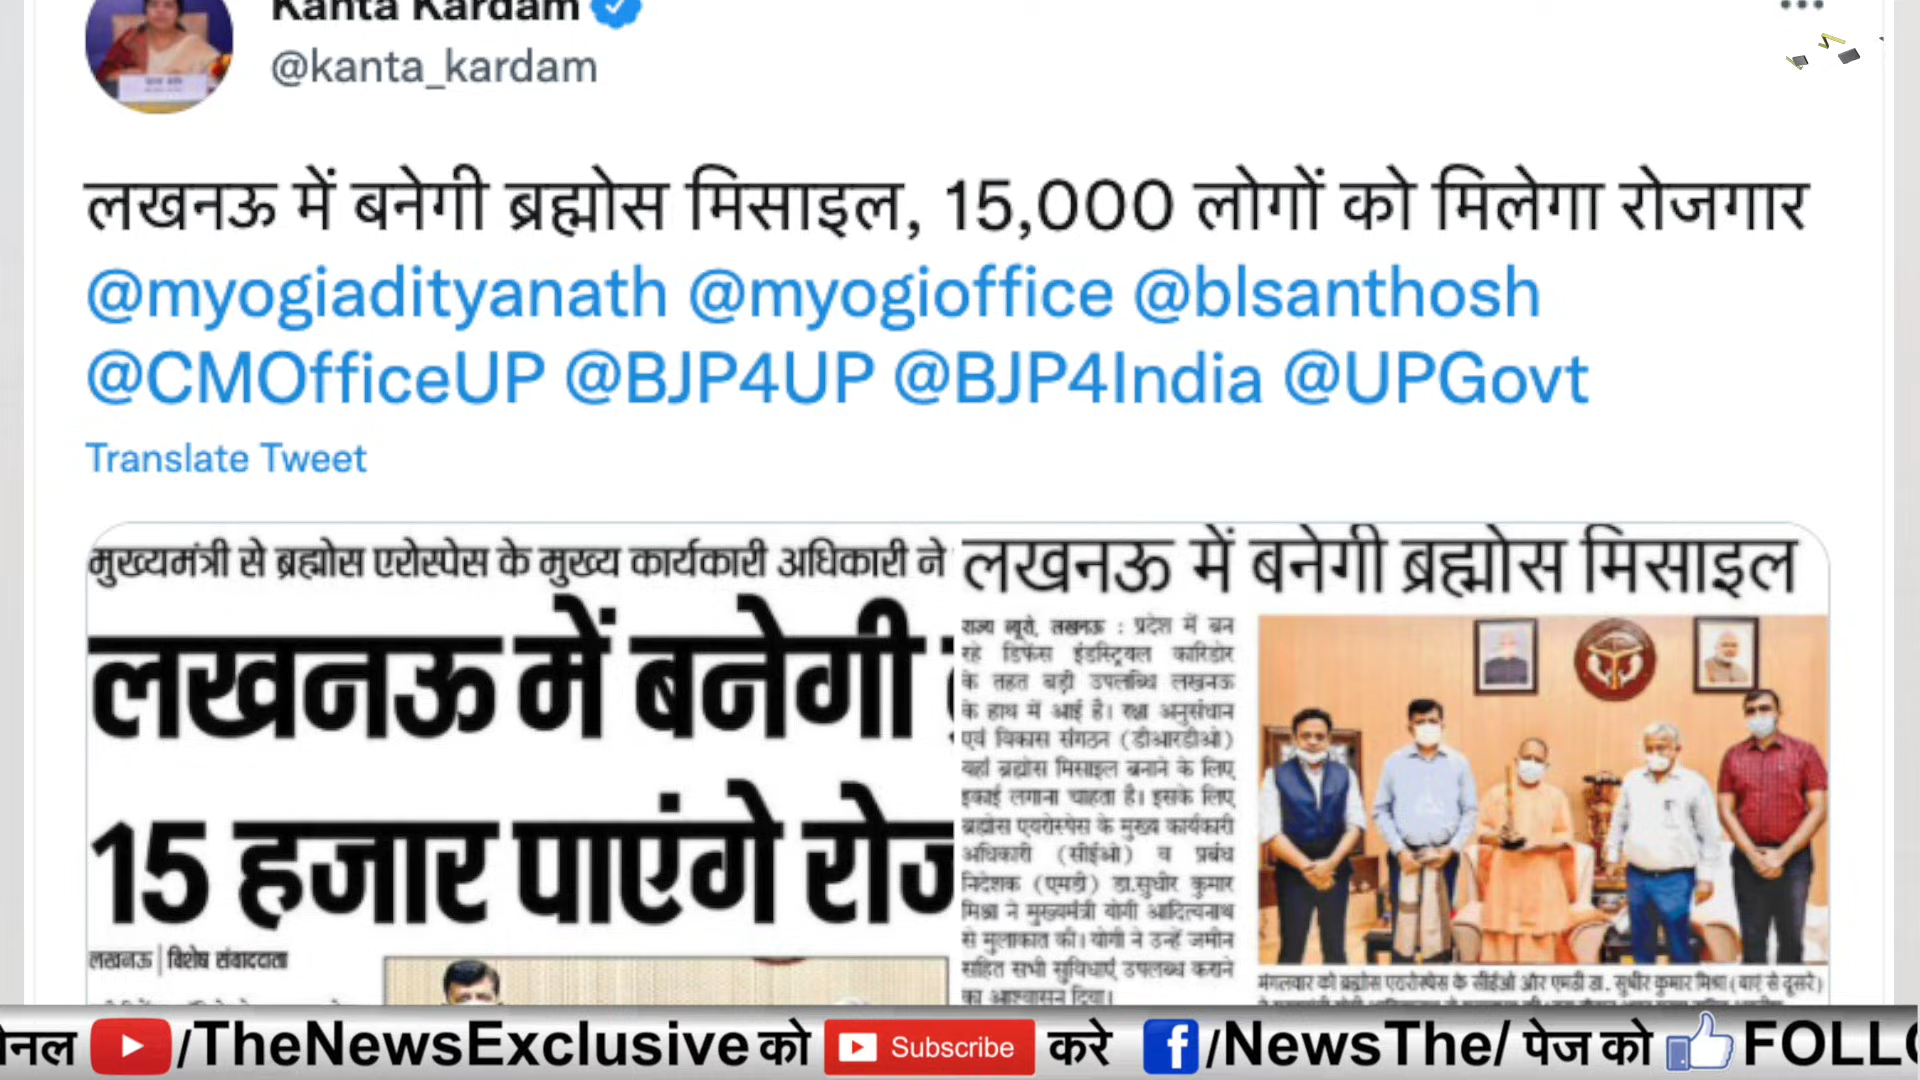 Kanta Kardam
@kanta_kardam
लखनऊ में बनेगी ब्रह्मोस मिसाइल, 15,000 लोगों को मिलेगा रोजगार
@myogiadityanath @myogioffice @blsanthosh
@CMOfficeUP @BJP4UP @BJP4India @UPGovt
Translate Tweet
मुख्यमंत्री से ब्रह्मोस एरोस्पेस के मुख्य कार्यकारी अधिकारी ने
लखनऊ में बनेगी
15 हजार पाएंगे
लखनऊ | विशेष संवाददाता
लखनऊ में बनेगी ब्रह्मोस मिसाइल
राज्य ब्यूरो, लखनऊ : प्रदेश में बन
रहे डिफेंस इंडस्ट्रियल कारिडोर
के तहत बड़ी उपलब्धि लखनऊ
के हाथ में आई है। रक्षा अनुसंधान
एवं विकास संगठन (डीआरडीओ)
यहां ब्रह्मोस मिसाइल बनाने के लिए
इकाई लगाना चाहता है। इसके लिए
ब्रह्मोस एयरोस्पेस के मुख्य कार्यकारी
अधिकारी (सीईओ) व प्रबंध
निदेशक (एमडी) डा.सुधीर कुमार
मिश्रा ने मुख्यमंत्री योगी आदित्यनाथ
से मुलाकात की। योगी ने उन्हें जमीन
सहित सभी सुविधाएं उपलब्ध कराने
का आश्वासन दिया।
मंगलवार को ब्रह्मोस एयरोस्पेस के सीईओ और एमडी डा. सुधीर कुमार मिश्रा (बाएं से दूसरे)
/TheNewsExclusive को Subscribe करे /NewsThe/ पेज को